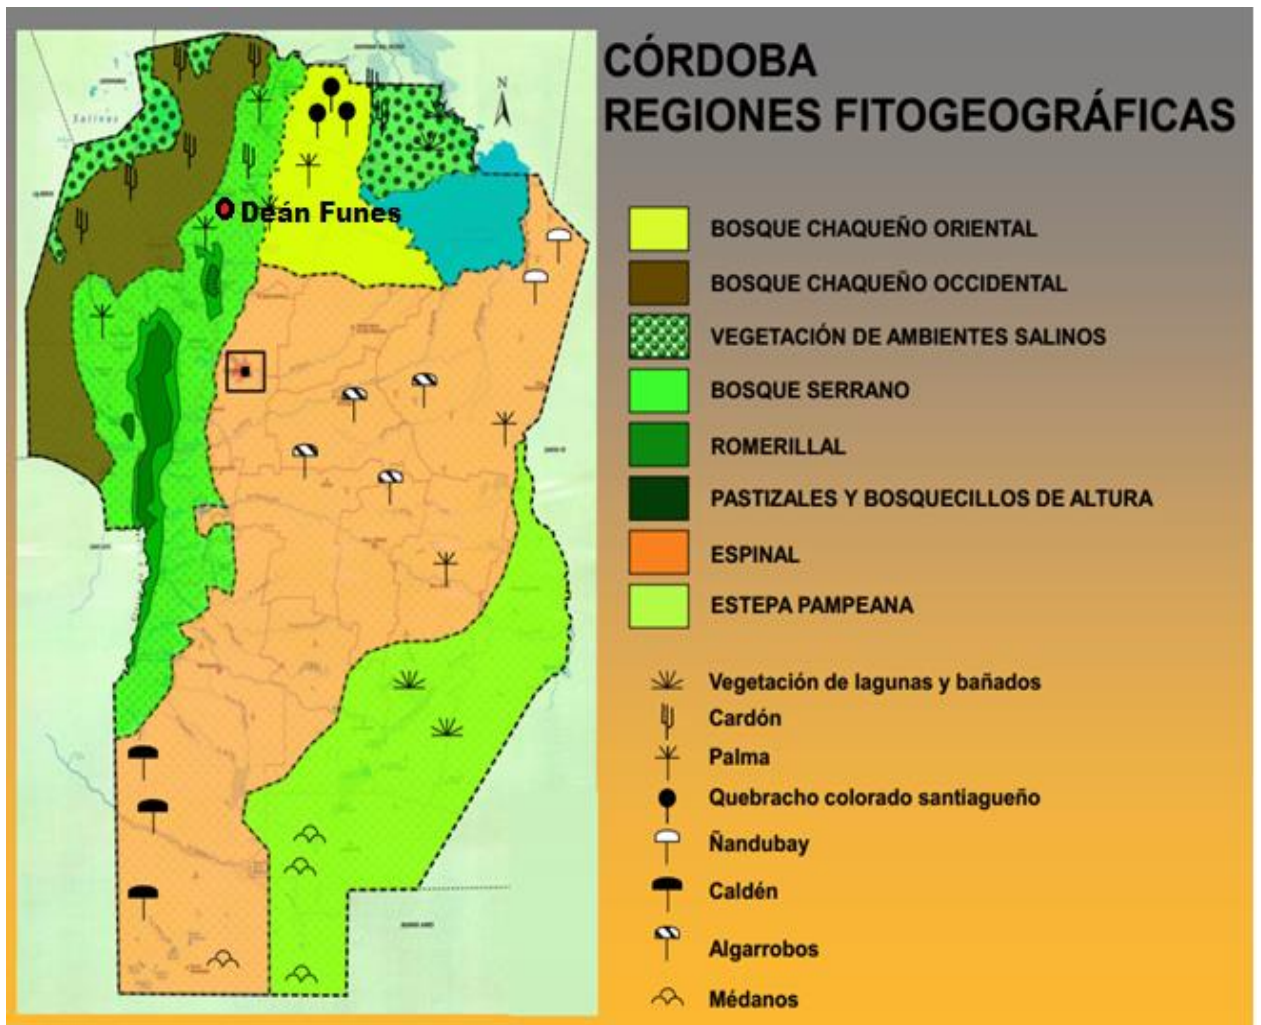 CÓRDOBA
REGIONES FITOGEOGRÁFICAS
N
Salinas
Deán Funes
BOSQUE CHAQUEÑO ORIENTAL
BOSQUE CHAQUEÑO OCCIDENTAL
VEGETACIÓN DE AMBIENTES SALINOS
BOSQUE SERRANO
ROMERILLAL
PASTIZALES Y BOSQUECILLOS DE ALTURA
ESPINAL
ESTEPA PAMPEANA
Vegetación de lagunas y bañados
Cardón
Palma
Quebracho colorado santiagueño
Ñandubay
Caldén
Algarrobos
Médanos